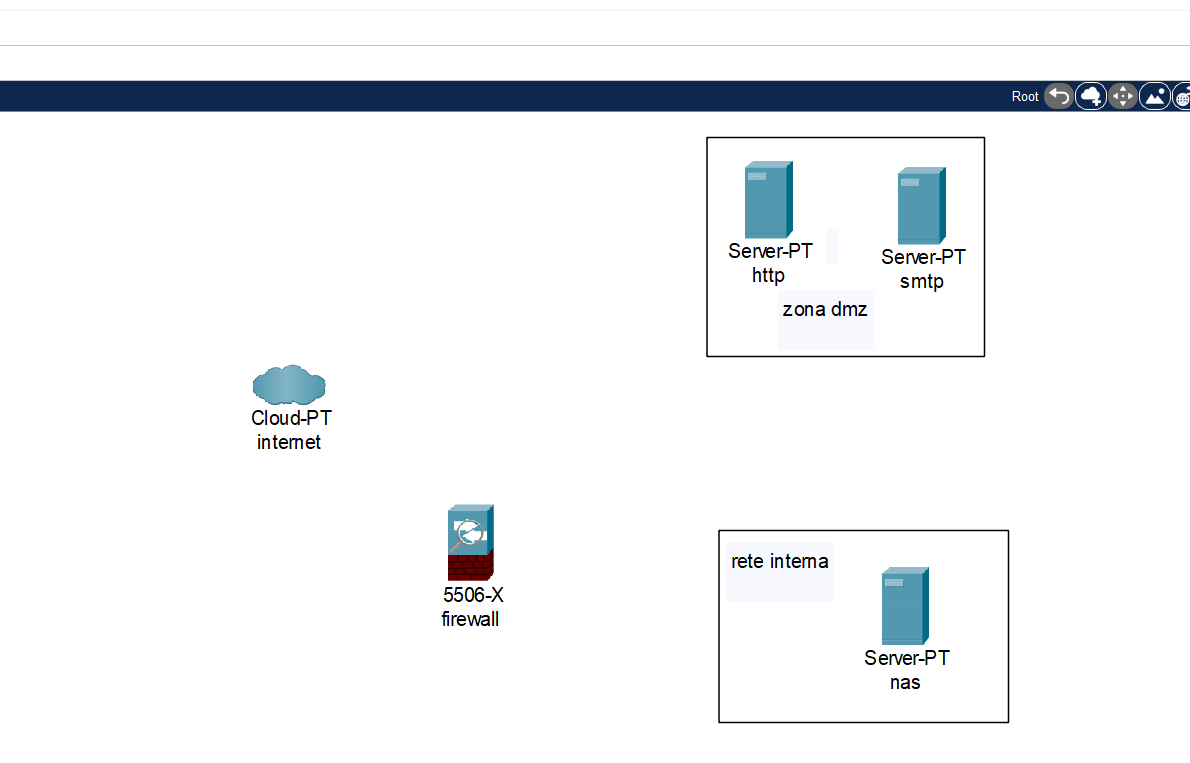 Root
Server-PT
http
Server-PT
smtp
zona dmz
Cloud-PT
internet
5506-X
firewall
rete interna
Server-PT
nas